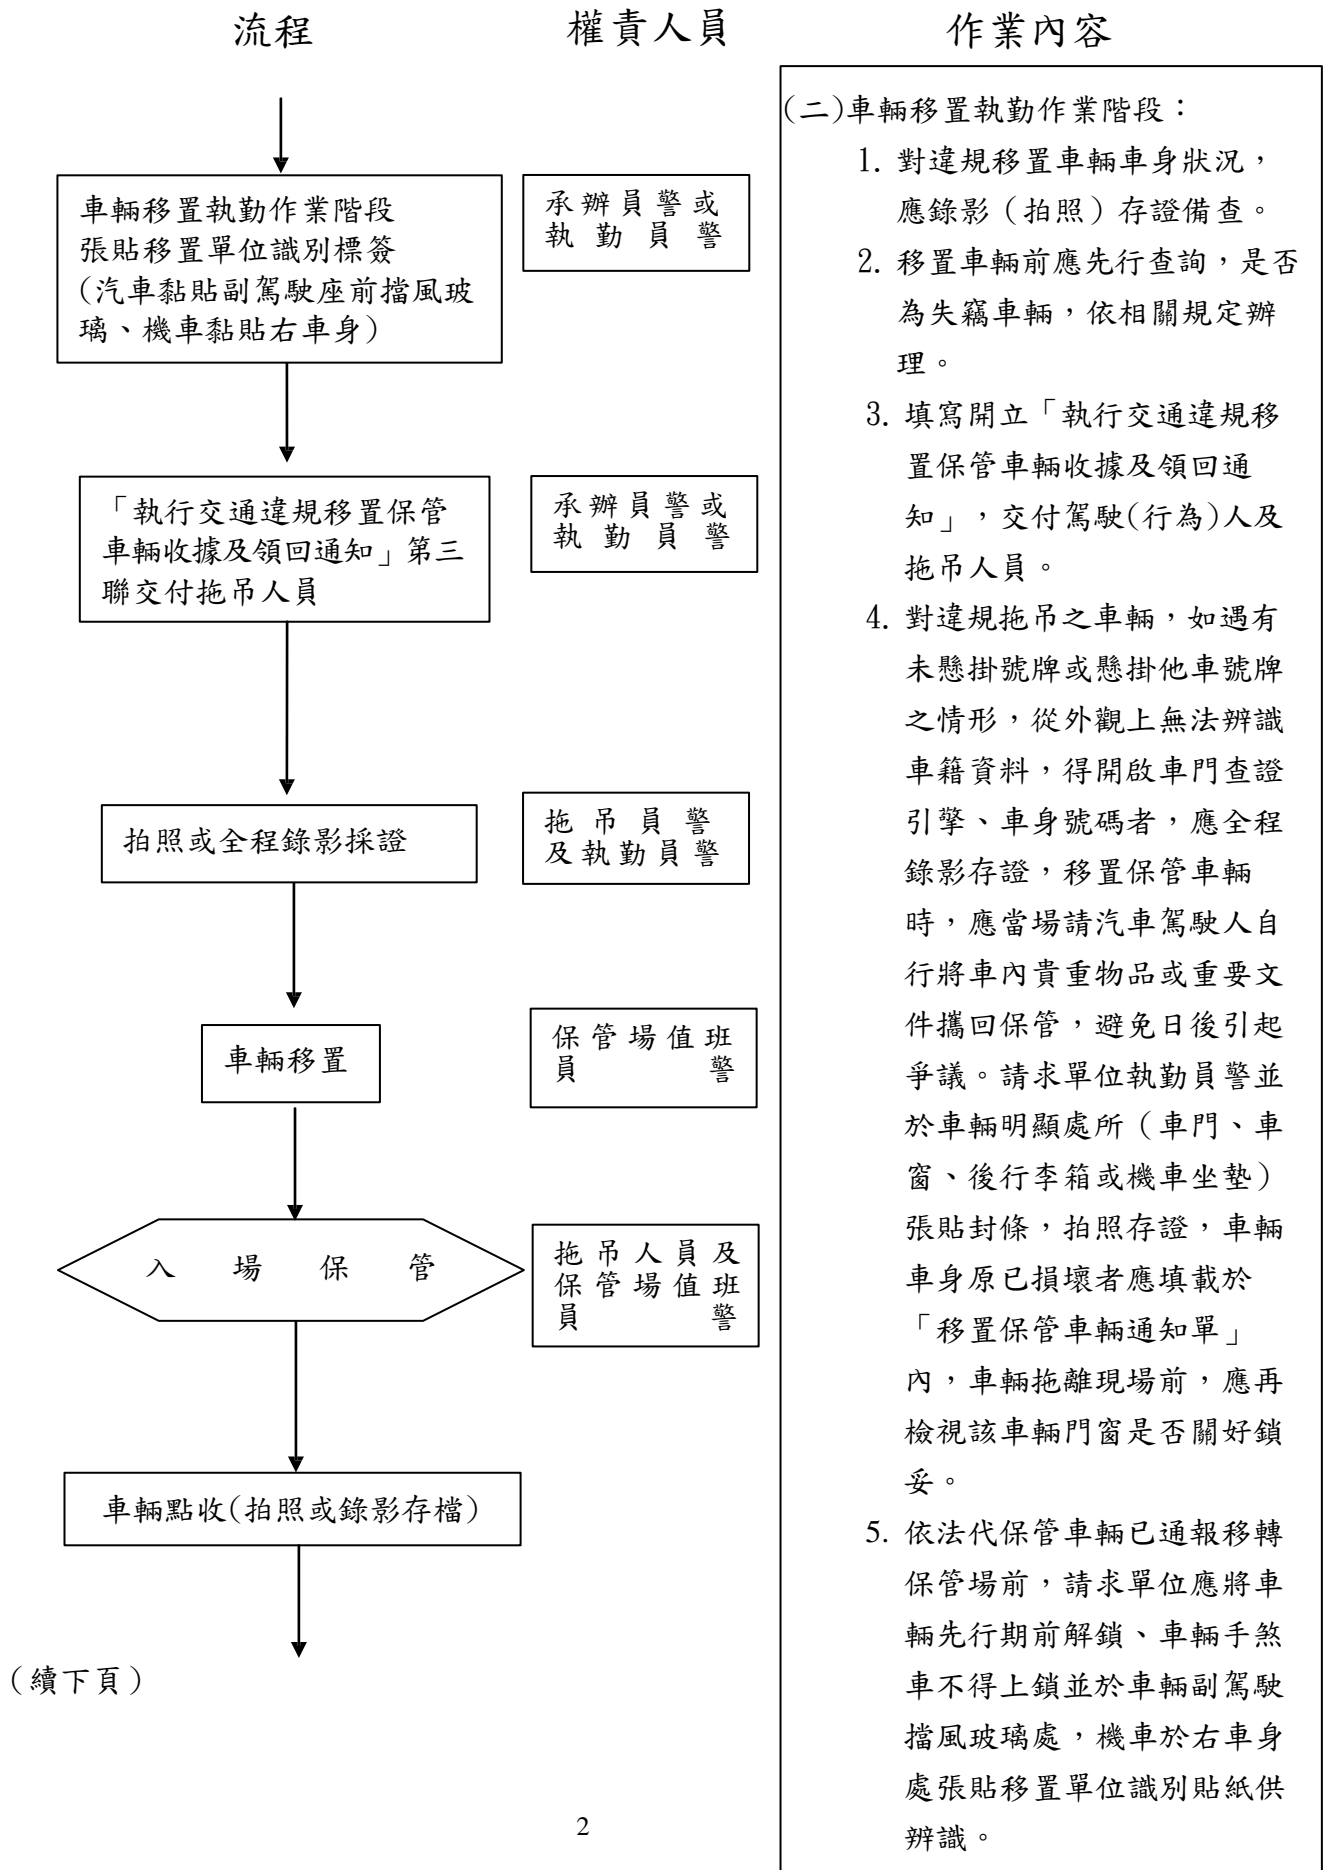 流程
權責人員
作業內容
車輛移置執勤作業階段
張貼移置單位識別標簽
(汽車黏貼副駕駛座前擋風玻
璃、機車黏貼右車身)
承辦員警或
執勤員警
「執行交通違規移置保管
車輛收據及領回通知」第三
聯交付拖吊人員
承辦員警或
執勤員警
拍照或全程錄影採證
拖吊員警
及執勤員警
車輛移置
保管場值班
員警
入場保管
拖吊人員及
保管場值班
員警
車輛點收(拍照或錄影存檔)
（續下頁）
(二)車輛移置執勤作業階段：
1. 對違規移置車輛車身狀況，
應錄影（拍照）存證備查。
2. 移置車輛前應先行查詢，是否
為失竊車輛，依相關規定辦
理。
3. 填寫開立「執行交通違規移
置保管車輛收據及領回通
知」，交付駕駛(行為)人及
拖吊人員。
4. 對違規拖吊之車輛，如遇有
未懸掛號牌或懸掛他車號牌
之情形，從外觀上無法辨識
車籍資料，得開啟車門查證
引擎、車身號碼者，應全程
錄影存證，移置保管車輛
時，應當場請汽車駕駛人自
行將車內貴重物品或重要文
件攜回保管，避免日後引起
爭議。請求單位執勤員警並
於車輛明顯處所（車門、車
窗、後行李箱或機車坐墊）
張貼封條，拍照存證，車輛
車身原已損壞者應填載於
「移置保管車輛通知單」
內，車輛拖離現場前，應再
檢視該車輛門窗是否關好鎖
妥。
5. 依法代保管車輛已通報移轉
保管場前，請求單位應將車
輛先行期前解鎖、車輛手煞
車不得上鎖並於車輛副駕駛
擋風玻璃處，機車於右車身
處張貼移置單位識別貼紙供
辨識。
2